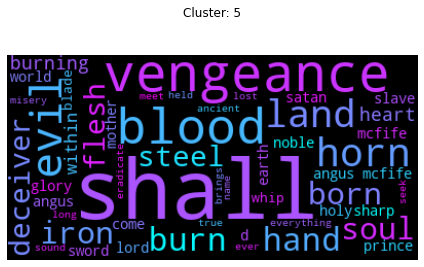 Cluster: 5
burning
vengeance
world
misery
meet
held
lost
satan
slave
ancient
evil
within
blade
flesh
mother
blood
land
heart
mcfife
horn
steel
noble
deceiver
shall
eradicate
brings
name
earth
angus mcfife
born
glory
angus
true
whip
holy
sharp
soul
seek
long
iron
come
burn
d
hand
everything
ever
sound
sword
lord
prince